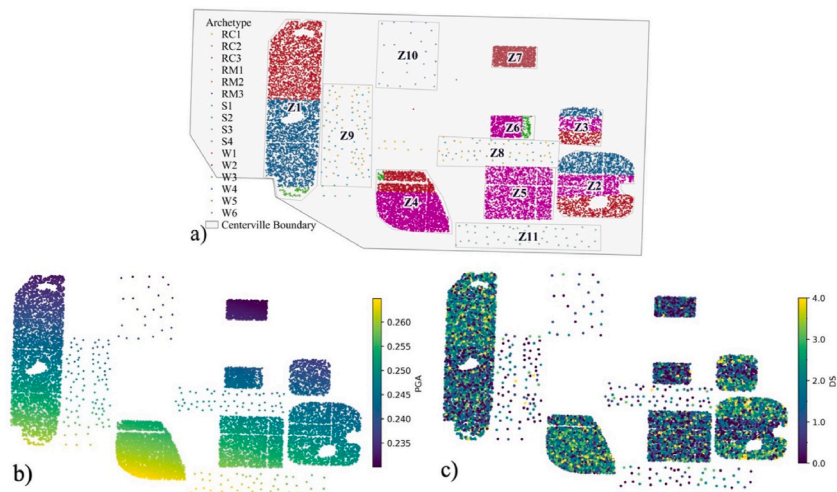 Archetype
RC1
RC2
RC3
RM1
RM2
RM3
S1
S2
S3
S4
W1
W2
W3
W4
W5
W6
Centerville Boundary
a)
Z1
Z10
Z7
Z9
Z6
Z3
Z8
Z4
Z5
Z2
Z11
b)
0.260
0.255
0.250
0.245
0.240
0.235
PGA
c)
4.0
3.0
2.0
1.0
0.0
DS